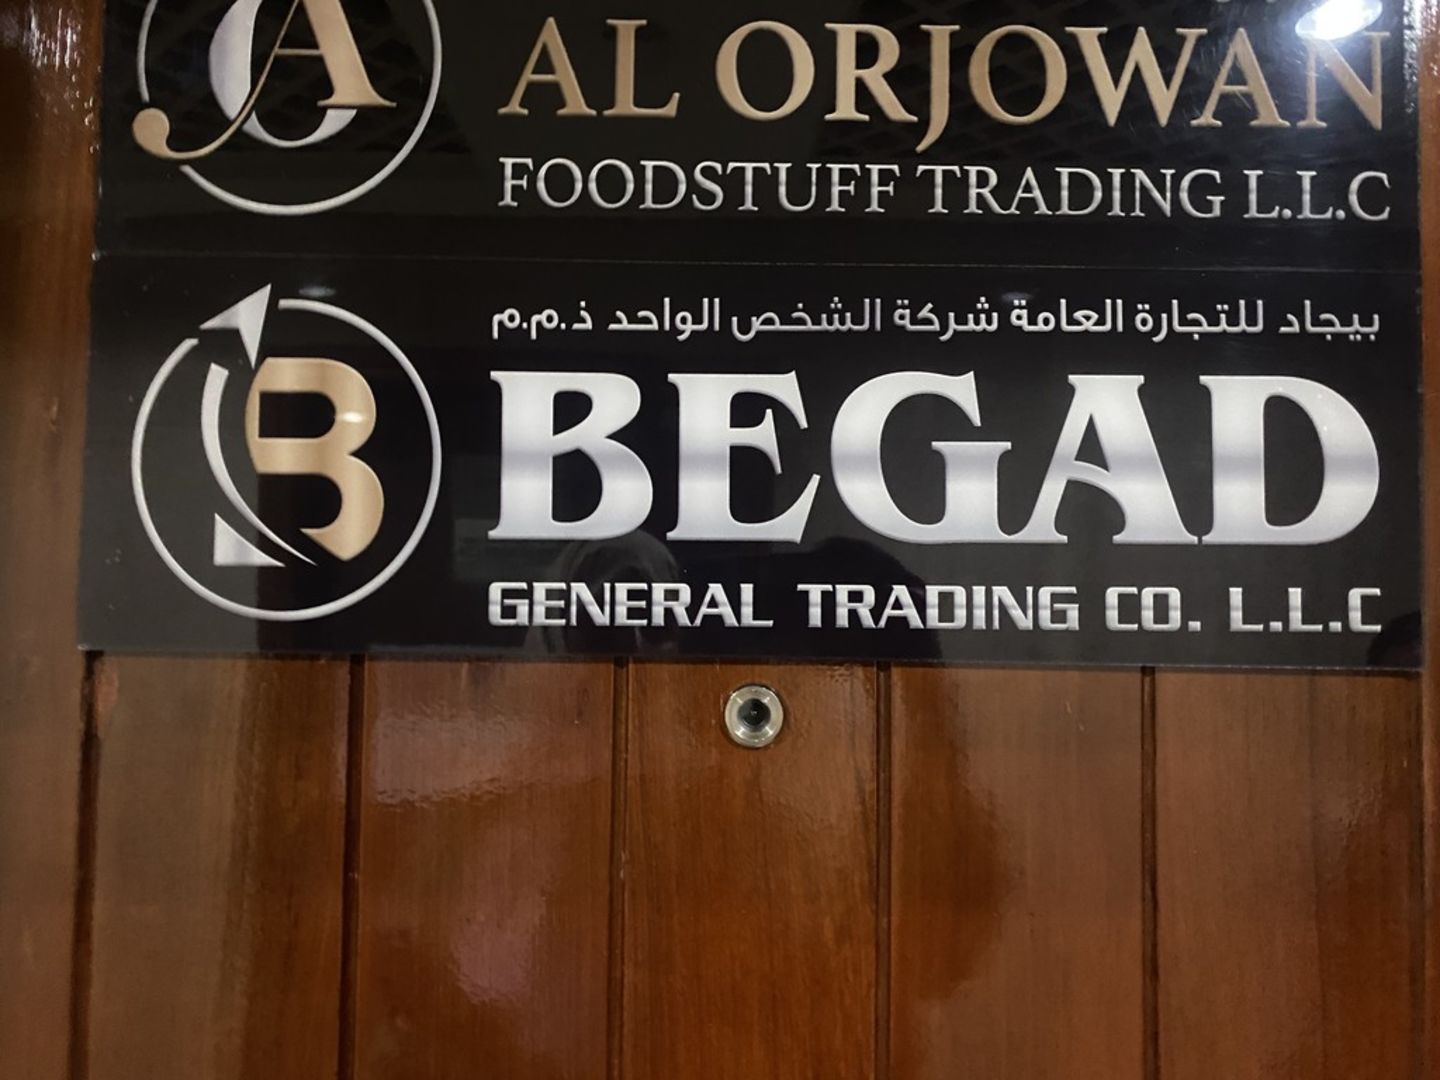 AL ORJOWAN
FOODSTUFF TRADING L.L.C
بيجاد للتجارة العامة شركة الشخص الواحد ذ.م.م
B
BEGAD
GENERAL TRADING CO. L.L.C